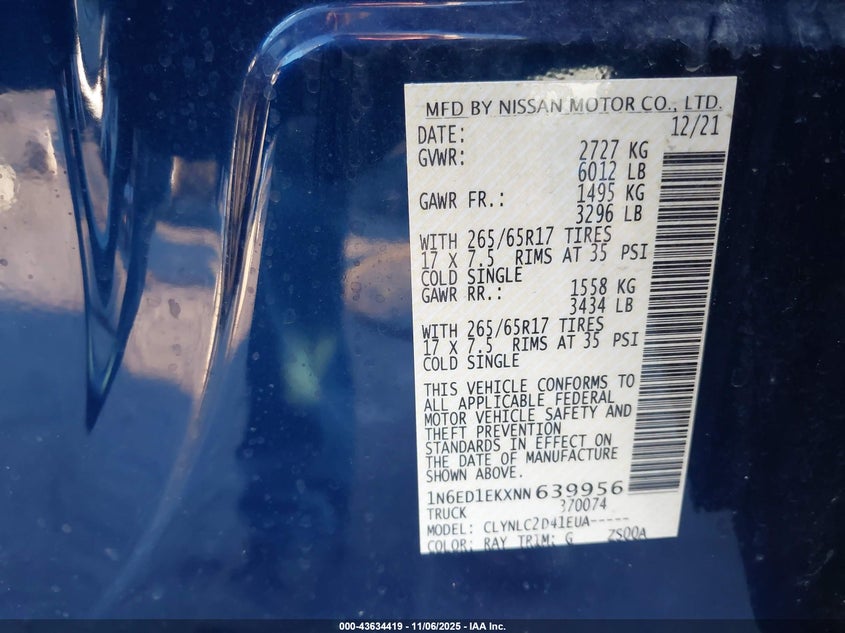 MFD BY NISSAN MOTOR CO., LTD.
DATE: 12/21
GVWR: 2727 KG
6012 LB
GAWR FR.: 1495 KG
3296 LB
WITH 265/65R17 TIRES
17 X 7.5 RIMS AT 35 PSI
COLD SINGLE
GAWR RR.: 1558 KG
3434 LB
WITH 265/65R17 TIRES
17 X 7.5 RIMS AT 35 PSI
COLD SINGLE
THIS VEHICLE CONFORMS TO
ALL APPLICABLE FEDERAL
MOTOR VEHICLE SAFETY AND
THEFT PREVENTION
STANDARDS IN EFFECT ON
THE DATE OF MANUFACTURE
SHOWN ABOVE.
1N6ED1EKXNN639956
TRUCK 370074
MODEL: CLYNLC2D41EUA-----
COLOR: RAY TRIM: G ZS00A
000-43634419 - 11/06/2025 - IAA Inc.